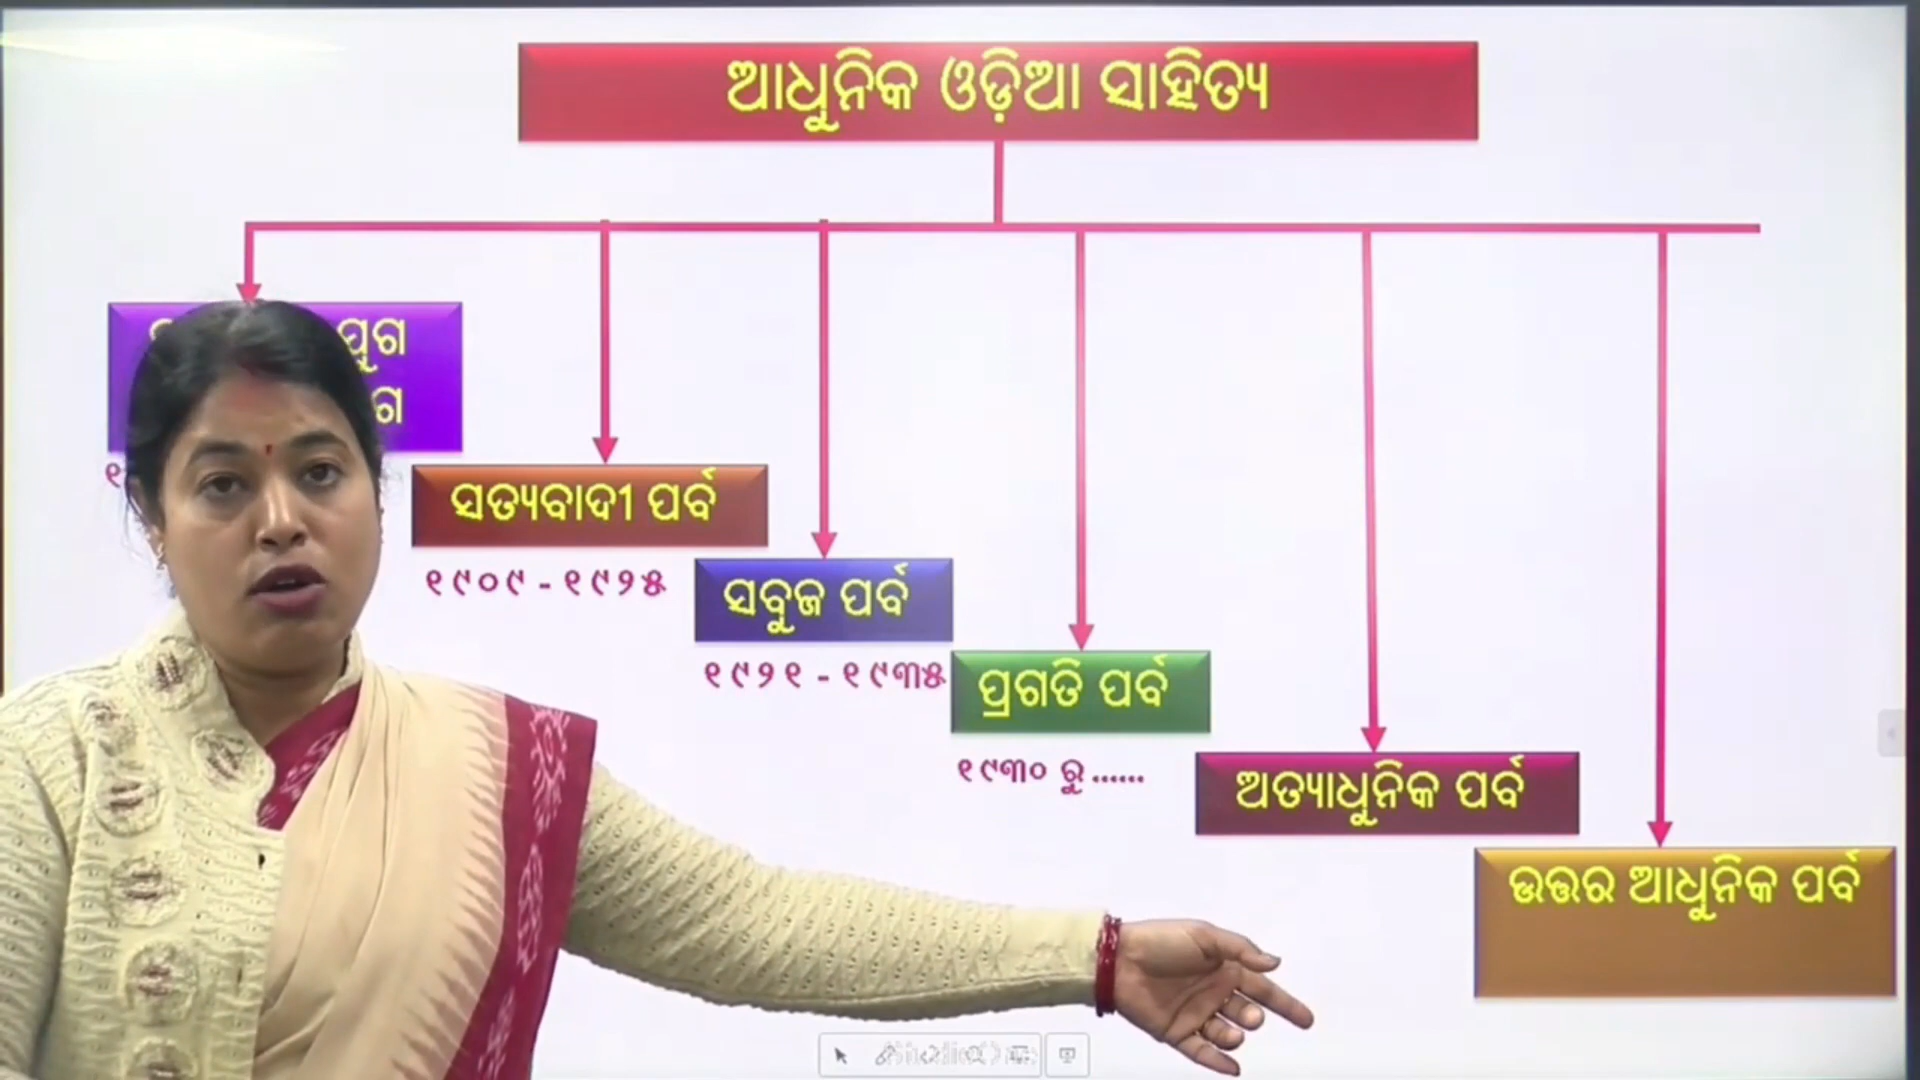 ଆଧୁନିକ ଓଡ଼ିଆ ସାହିତ୍ୟ
ଯୁଗ
ସତ୍ୟବାଦୀ ପର୍ବ
୧୯୦୯ - ୧୯୨୫
ସବୁଜ ପର୍ବ
୧୯୨୧ - ୧୯୩୫
ପ୍ରଗତି ପର୍ବ
୧୯୩୦ ରୁ ......
ଅତ୍ୟାଧୁନିକ ପର୍ବ
ଉତ୍ତର ଆଧୁନିକ ପର୍ବ